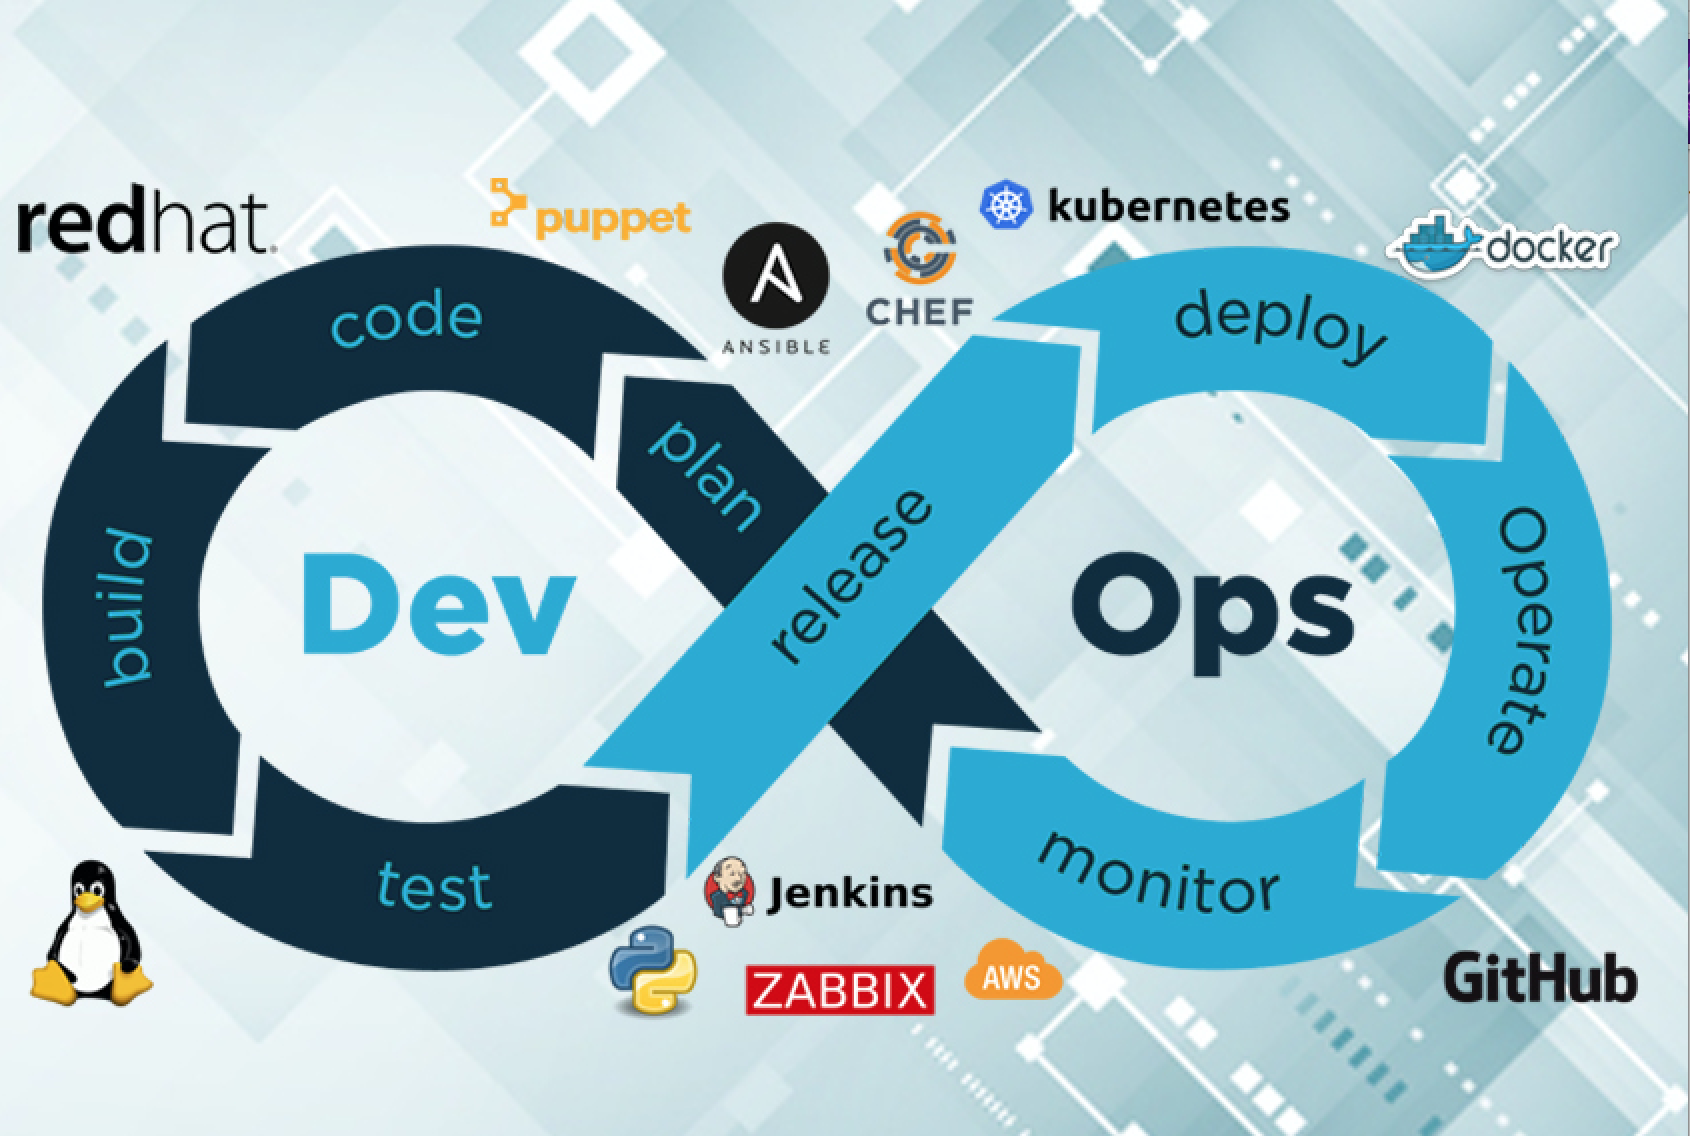 redhat.
puppet
ANSIBLE
CHEF
kubernetes
docker
code
plan
build
test
Dev
release
deploy
Operate
monitor
Ops
Jenkins
ZABBIX
AWS
GitHub